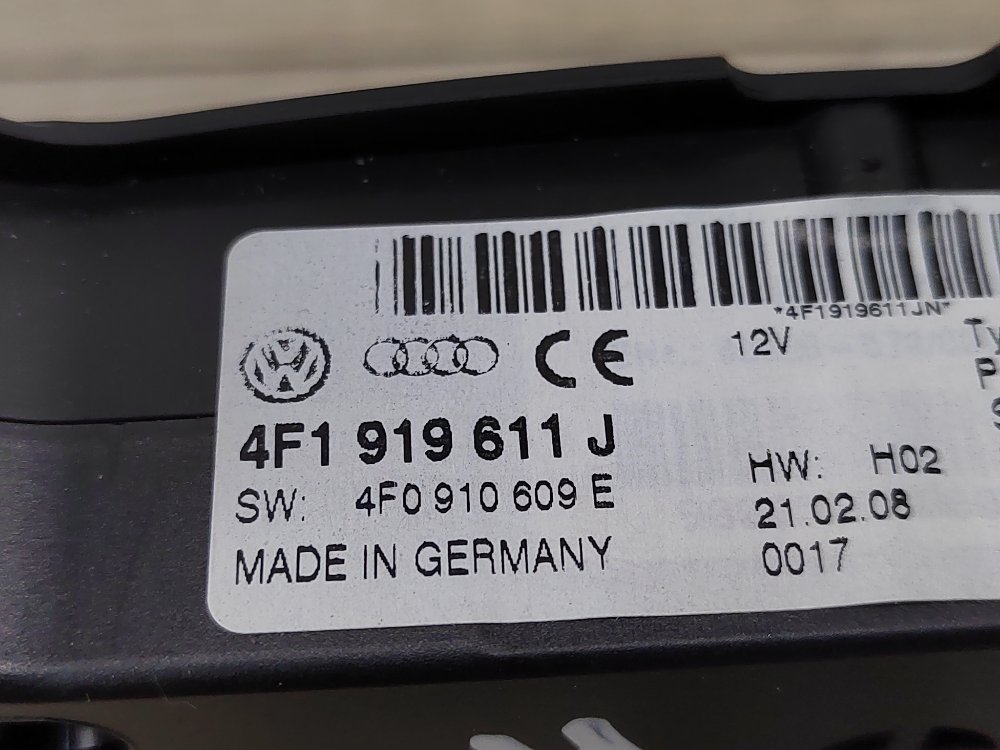 *4F1919611JN*
12V
4F1 919 611 J
SW: 4F0 910 609 E
MADE IN GERMANY
HW: H02
21.02.08
0017